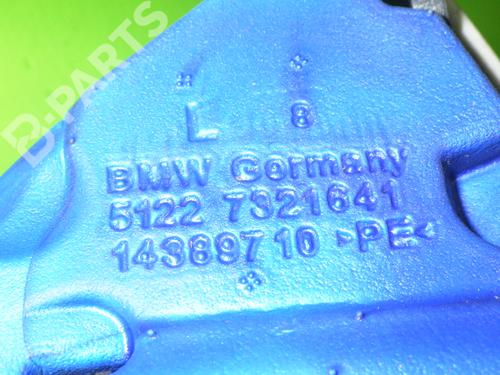 B-PARTS
L 8
BMW Germany
5122 7321641
14389710 >PE<